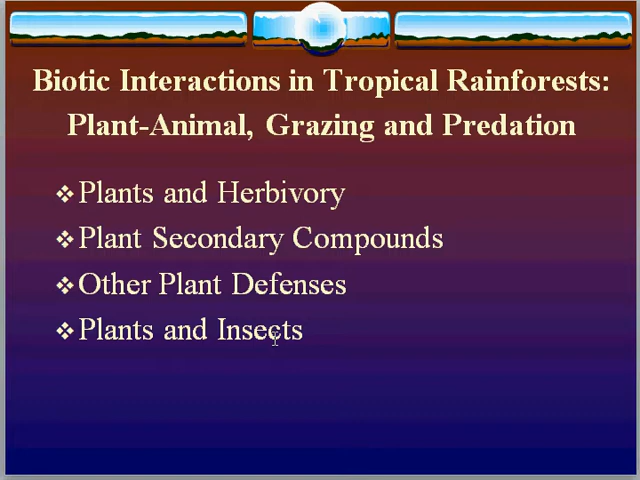 Biotic Interactions in Tropical Rainforests:
Plant-Animal, Grazing and Predation
❖Plants and Herbivory
❖Plant Secondary Compounds
❖Other Plant Defenses
❖Plants and Insects